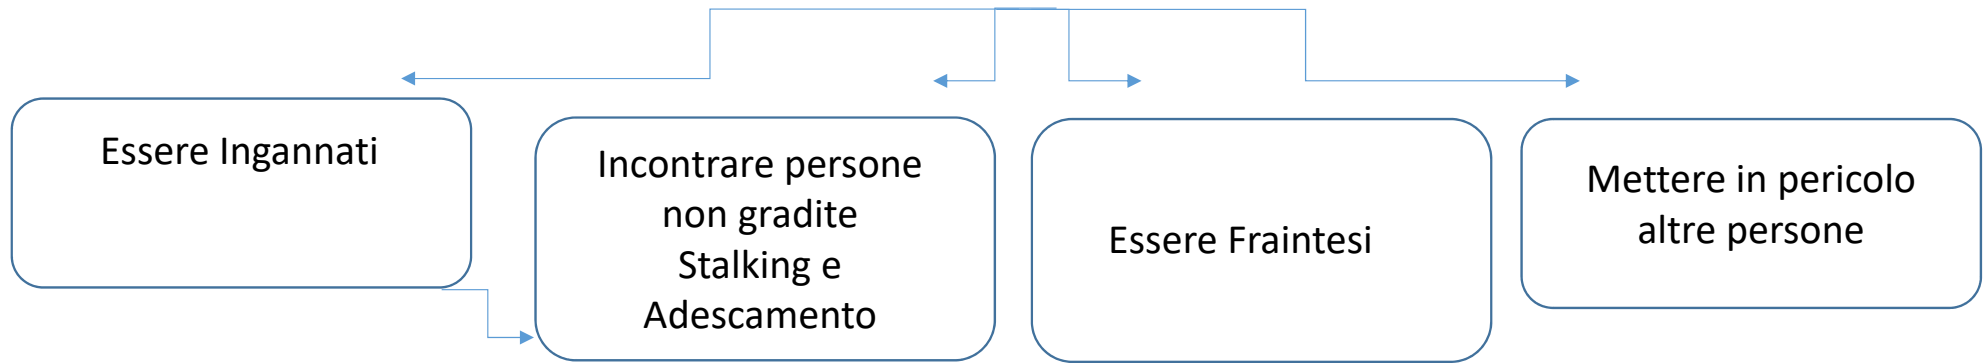 Essere Ingannati
Incontrare persone
non gradite
Stalking e
Adescamento
Essere Fraintesi
Mettere in pericolo
altre persone